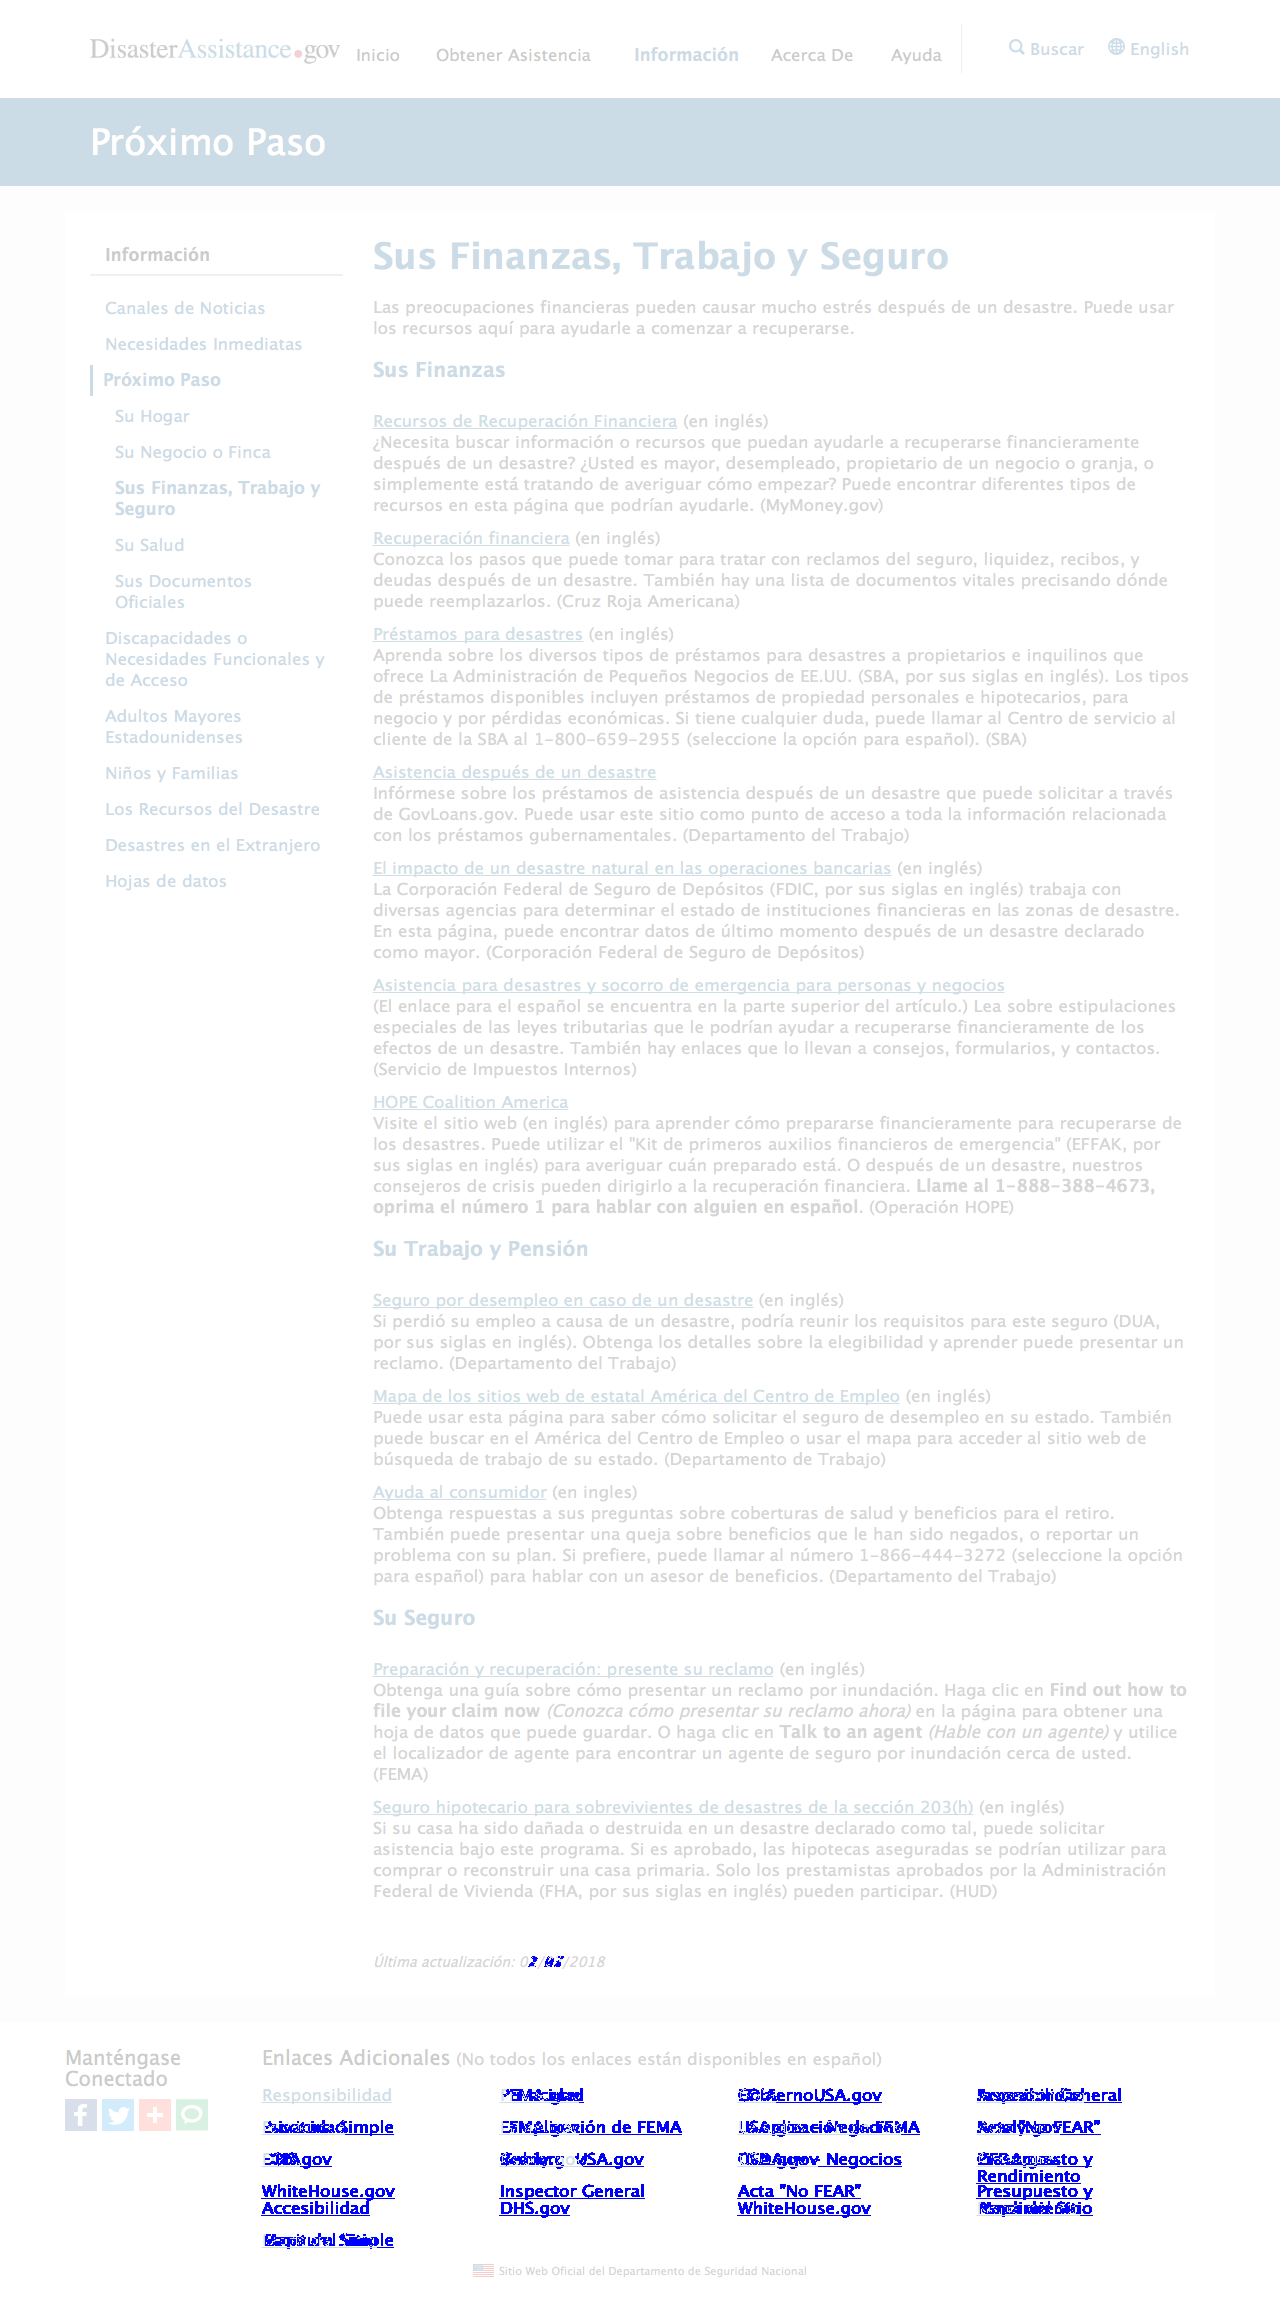 DisasterAssistance.gov Inicio Obtener Asistencia Información Acerca De Ayuda Buscar English
Próximo Paso
Información
Canales de Noticias
Necesidades Inmediatas
Próximo Paso
Su Hogar
Su Negocio o Finca
Sus Finanzas, Trabajo y
Seguro
Su Salud
Sus Documentos
Oficiales
Discapacidades o
Necesidades Funcionales y
de Acceso
Adultos Mayores
Estadounidenses
Niños y Familias
Los Recursos del Desastre
Desastres en el Extranjero
Hojas de datos
Sus Finanzas, Trabajo y Seguro
Las preocupaciones financieras pueden causar mucho estrés después de un desastre. Puede usar
los recursos aquí para ayudarle a comenzar a recuperarse.
Sus Finanzas
Recursos de Recuperación Financiera (en inglés)
¿Necesita buscar información o recursos que puedan ayudarle a recuperarse financieramente
después de un desastre? ¿Usted es mayor, desempleado, propietario de un negocio o granja, o
simplemente está tratando de averiguar cómo empezar? Puede encontrar diferentes tipos de
recursos en esta página que podrían ayudarle. (MyMoney.gov)
Recuperación financiera (en inglés)
Conozca los pasos que puede tomar para tratar con reclamos del seguro, liquidez, recibos, y
deudas después de un desastre. También hay una lista de documentos vitales precisando dónde
puede reemplazarlos. (Cruz Roja Americana)
Préstamos para desastres (en inglés)
Aprenda sobre los diversos tipos de préstamos para desastres a propietarios e inquilinos que
ofrece La Administración de Pequeños Negocios de EE.UU. (SBA, por sus siglas en inglés). Los tipos
de préstamos disponibles incluyen préstamos de propiedad personales e hipotecarios, para
negocio y por pérdidas económicas. Si tiene cualquier duda, puede llamar al Centro de servicio al
cliente de la SBA al 1-800-659-2955 (seleccione la opción para español). (SBA)
Asistencia después de un desastre
Infórmese sobre los préstamos de asistencia después de un desastre que puede solicitar a través
de GovLoans.gov. Puede usar este sitio como punto de acceso a toda la información relacionada
con los préstamos gubernamentales. (Departamento del Trabajo)
El impacto de un desastre natural en las operaciones bancarias (en inglés)
La Corporación Federal de Seguro de Depósitos (FDIC, por sus siglas en inglés) trabaja con
diversas agencias para determinar el estado de instituciones financieras en las zonas de desastre.
En esta página, puede encontrar datos de último momento después de un desastre declarado
como mayor. (Corporación Federal de Seguro de Depósitos)
Asistencia para desastres y socorro de emergencia para personas y negocios
(El enlace para el español se encuentra en la parte superior del artículo.) Lea sobre estipulaciones
especiales de las leyes tributarias que le podrían ayudar a recuperarse financieramente de los
efectos de un desastre. También hay enlaces que lo llevan a consejos, formularios, y contactos.
(Servicio de Impuestos Internos)
HOPE Coalition America
Visite el sitio web (en inglés) para aprender cómo prepararse financieramente para recuperarse de
los desastres. Puede utilizar el "Kit de primeros auxilios financieros de emergencia" (EFFAK, por
sus siglas en inglés) para averiguar cuán preparado está. O después de un desastre, nuestros
consejeros de crisis pueden dirigirlo a la recuperación financiera. Llame al 1-888-388-4673,
oprima el número 1 para hablar con alguien en español. (Operación HOPE)
Su Trabajo y Pensión
Seguro por desempleo en caso de un desastre (en inglés)
Si perdió su empleo a causa de un desastre, podría reunir los requisitos para este seguro (DUA,
por sus siglas en inglés). Obtenga los detalles sobre la elegibilidad y aprender puede presentar un
reclamo. (Departamento del Trabajo)
Mapa de los sitios web de estatal América del Centro de Empleo (en inglés)
Puede usar esta página para saber cómo solicitar el seguro de desempleo en su estado. También
puede buscar en el América del Centro de Empleo o usar el mapa para acceder al sitio web de
búsqueda de trabajo de su estado. (Departamento de Trabajo)
Ayuda al consumidor (en ingles)
Obtenga respuestas a sus preguntas sobre coberturas de salud y beneficios para el retiro.
También puede presentar una queja sobre beneficios que le han sido negados, o reportar un
problema con su plan. Si prefiere, puede llamar al número 1-866-444-3272 (seleccione la opción
para español) para hablar con un asesor de beneficios. (Departamento del Trabajo)
Su Seguro
Preparación y recuperación: presente su reclamo (en inglés)
Obtenga una guía sobre cómo presentar un reclamo por inundación. Haga clic en Find out how to
file your claim now (Conozca cómo presentar su reclamo ahora) en la página para obtener una
hoja de datos que puede guardar. O haga clic en Talk to an agent (Hable con un agente) y utilice
el localizador de agente para encontrar un agente de seguro por inundación cerca de usted.
(FEMA)
Seguro hipotecario para sobrevivientes de desastres de la sección 203(h) (en inglés)
Si su casa ha sido dañada o destruida en un desastre declarado como tal, puede solicitar
asistencia bajo este programa. Si es aprobado, las hipotecas aseguradas se podrían utilizar para
comprar o reconstruir una casa primaria. Solo los prestamistas aprobados por la Administración
Federal de Vivienda (FHA, por sus siglas en inglés) pueden participar. (HUD)
Última actualización: /2018
Manténgase
Conectado
Enlaces Adicionales (No todos los enlaces están disponibles en español)
Responsibilidad
GobiernoUSA.gov
de FEMA
Negocios
Rendimiento
WhiteHouse.gov Inspector General Acta "No FEAR" Presupuesto y
Accesibilidad DHS.gov WhiteHouse.gov
Sitio Web Oficial del Departamento de Seguridad Nacional